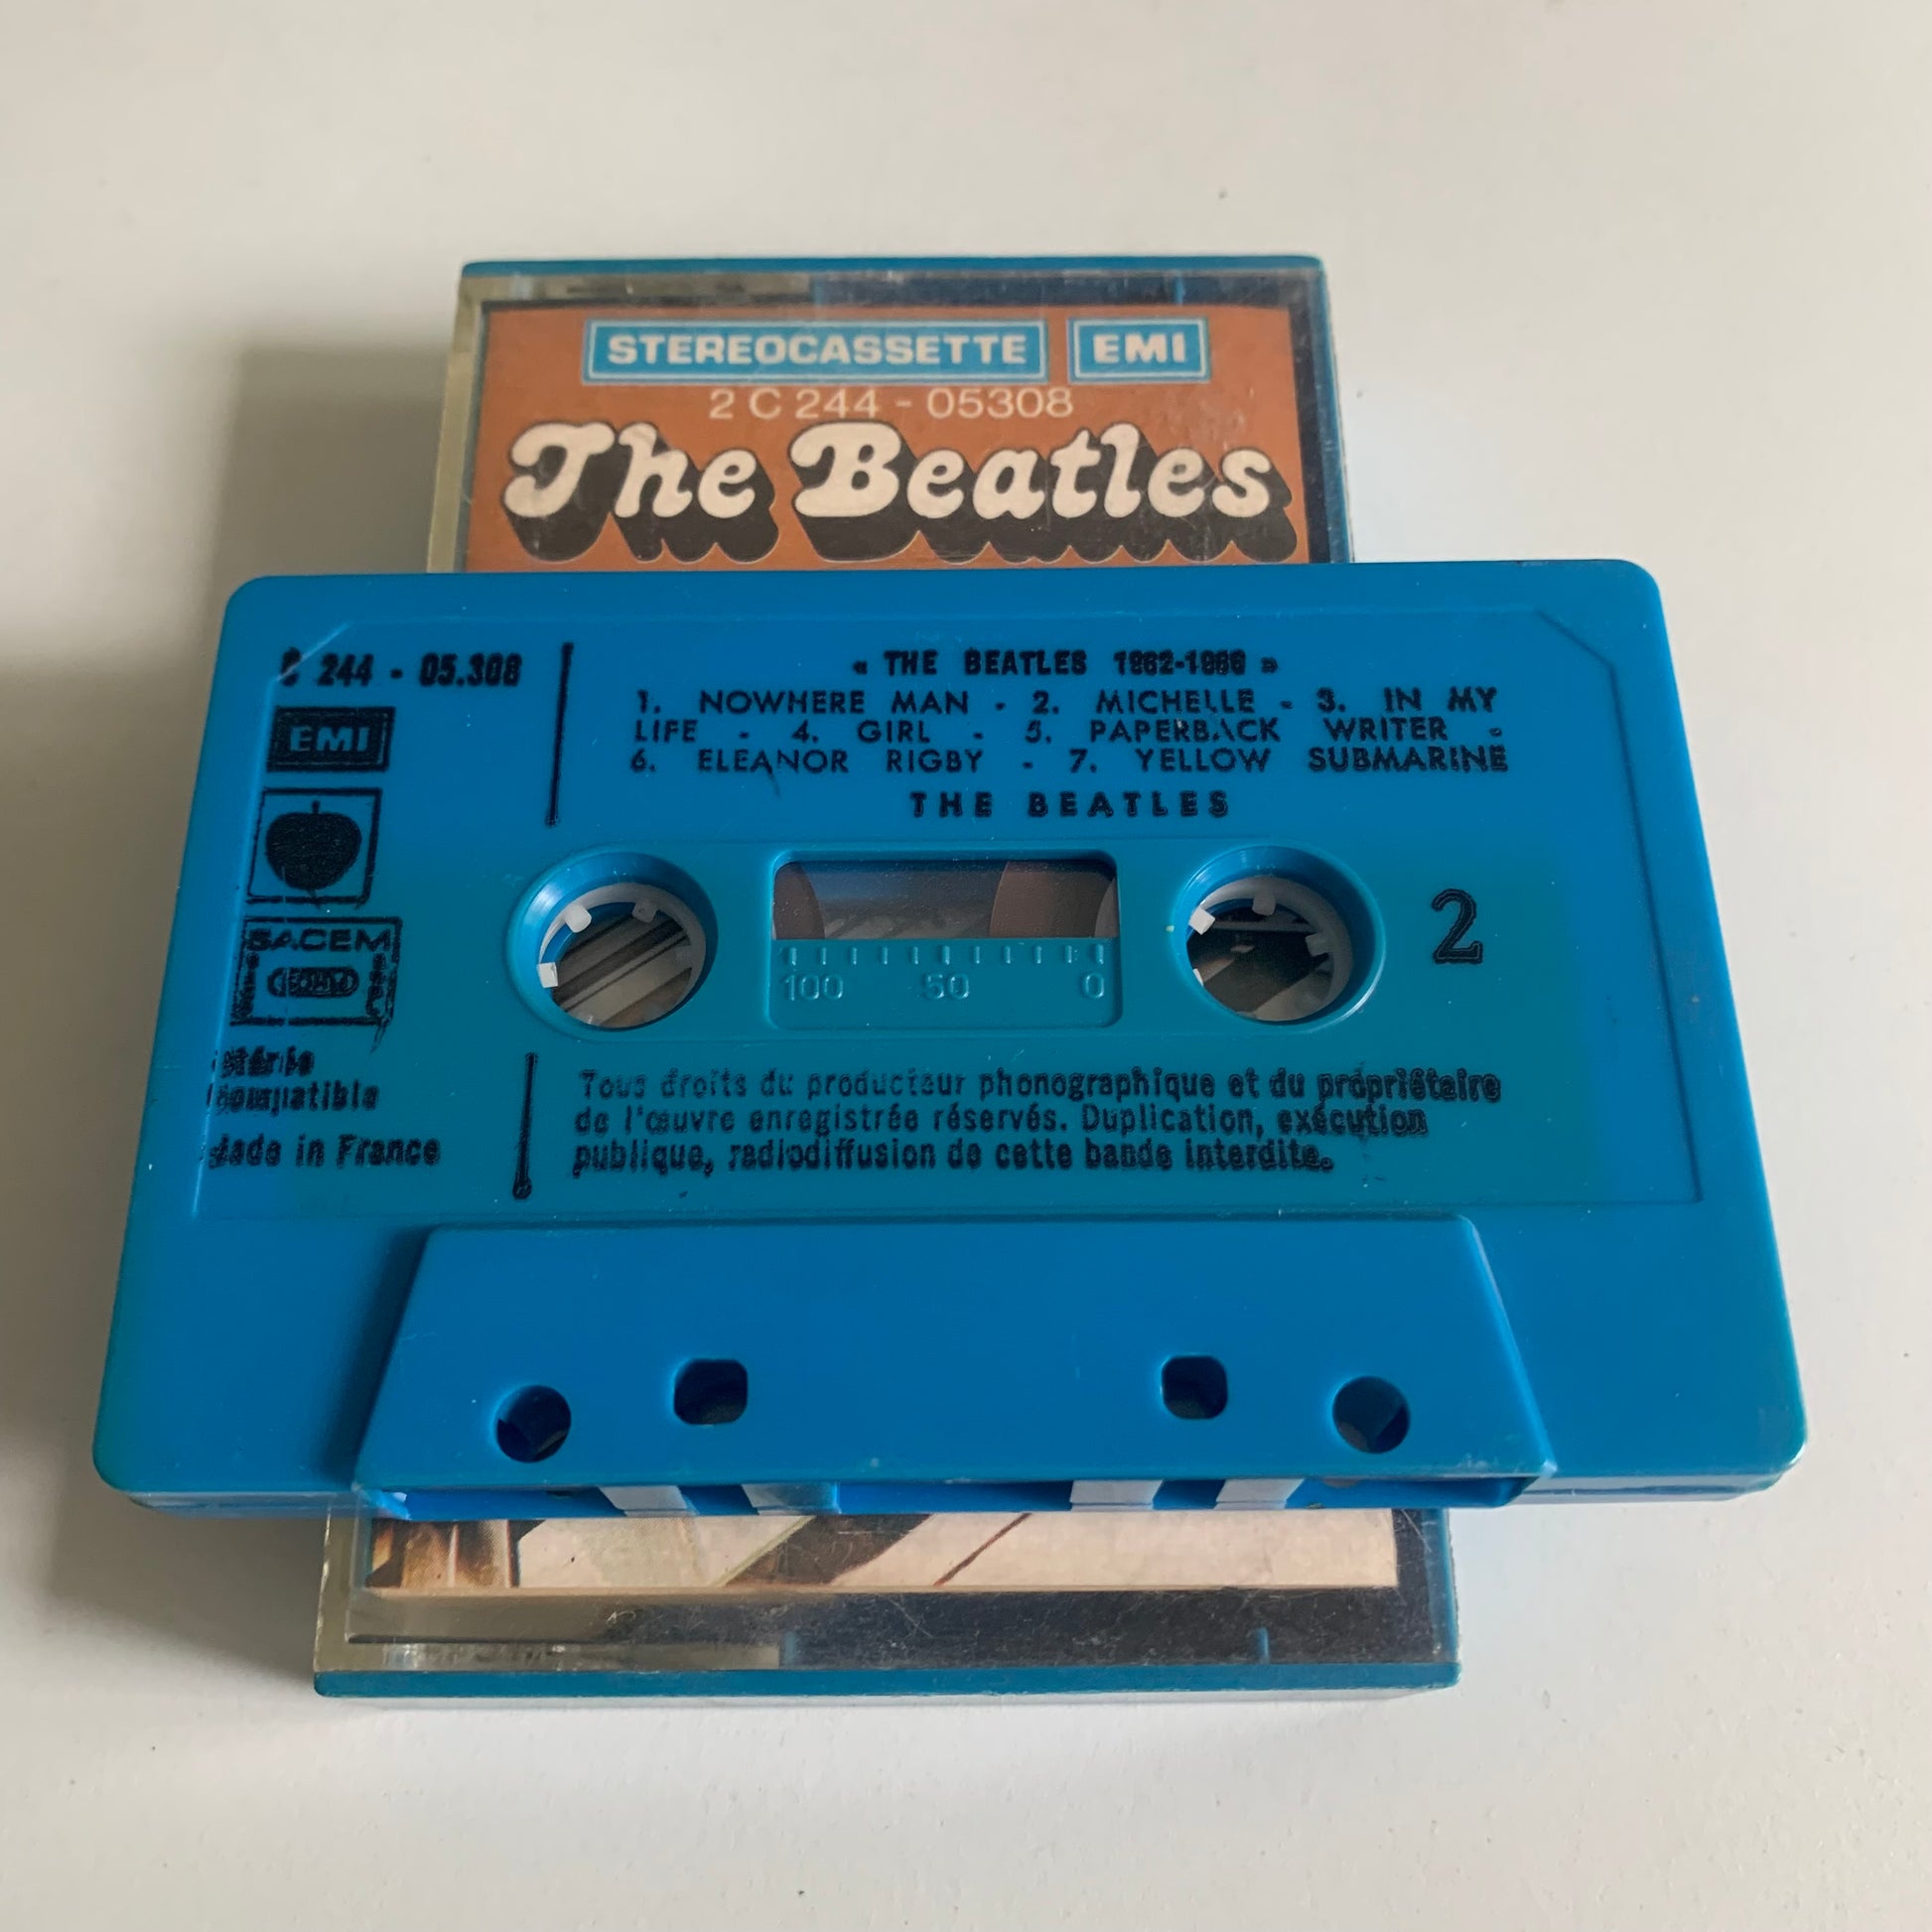 STEREOCASSETTE EMI
2 C 244 - 05308
The Beatles
C 244 - 05.308
EMI
SACEM
Stéréo
Compatible
Made in France
« THE BEATLES 1962-1966 »
1. NOWHERE MAN - 2. MICHELLE - 3. IN MY
LIFE - 4. GIRL - 5. PAPERBACK WRITER -
6. ELEANOR RIGBY - 7. YELLOW SUBMARINE
THE BEATLES
100 50 0
2
Tous droits du producteur phonographique et du propriétaire
de l'œuvre enregistrée réservés. Duplication, exécution
publique, radiodiffusion de cette bande interdite.